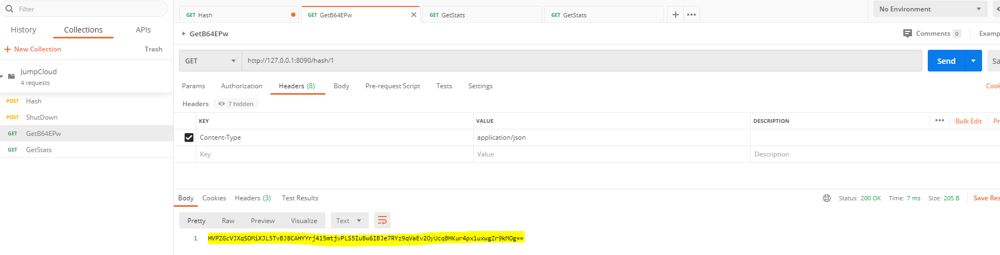 Filter
History Collections APIs
+ New Collection Trash
JumpCloud
4 requests
POST Hash
POST ShutDown
GET GetB64EPw
GET GetStats
GET Hash GET GetB64EPw GET GetStats GET GetStats No Environment
GetB64EPw Comments 0 Examp
GET http://127.0.0.1:8090/hash/1 Send Sa
Params Authorization Headers (8) Body Pre-request Script Tests Settings Cook
Headers 7 hidden
KEY VALUE DESCRIPTION Bulk Edit Pr
Content-Type application/json
Key Value Description
Body Cookies Headers (3) Test Results Status: 200 OK Time: 7 ms Size: 205 B Save Res
Pretty Raw Preview Visualize Text
1 HVPZGcVJXqSOMiXJL5TvBJBCAHYYrj415mtjvPLS5IuBw6IBJe7RYz9qVaEv2OyUcqBHKur4px1uxwgZr9kMOg==